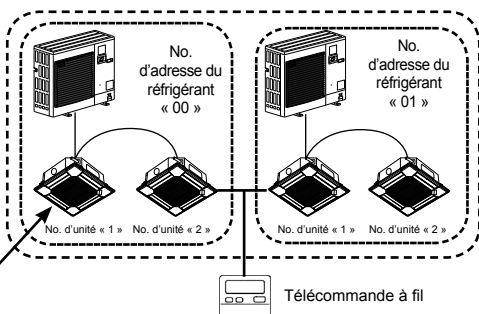 No.
d'adresse du
réfrigérant
« 00 »
No.
d'adresse du
réfrigérant
« 01 »
No. d'unité « 1 » No. d'unité « 2 »
No. d'unité « 1 » No. d'unité « 2 »
Télécommande à fil